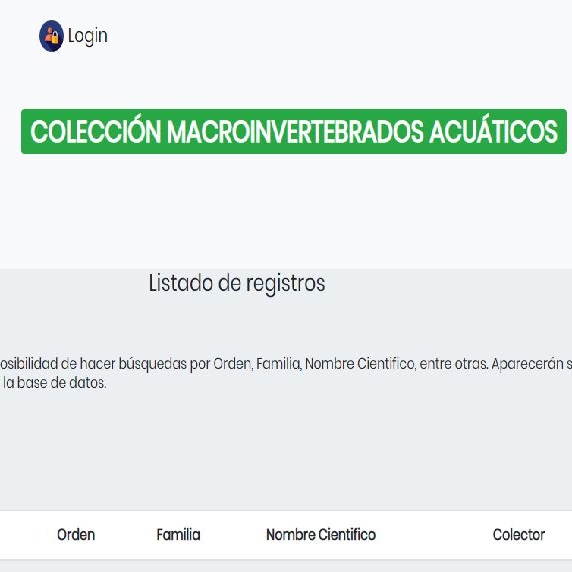 Login
COLECCIÓN MACROINVERTEBRADOS ACUÁTICOS
Listado de registros
osibilidad de hacer búsquedas por Orden, Familia, Nombre Cientifico, entre otras. Aparecerán s
la base de datos.
Orden Familia Nombre Cientifico Colector